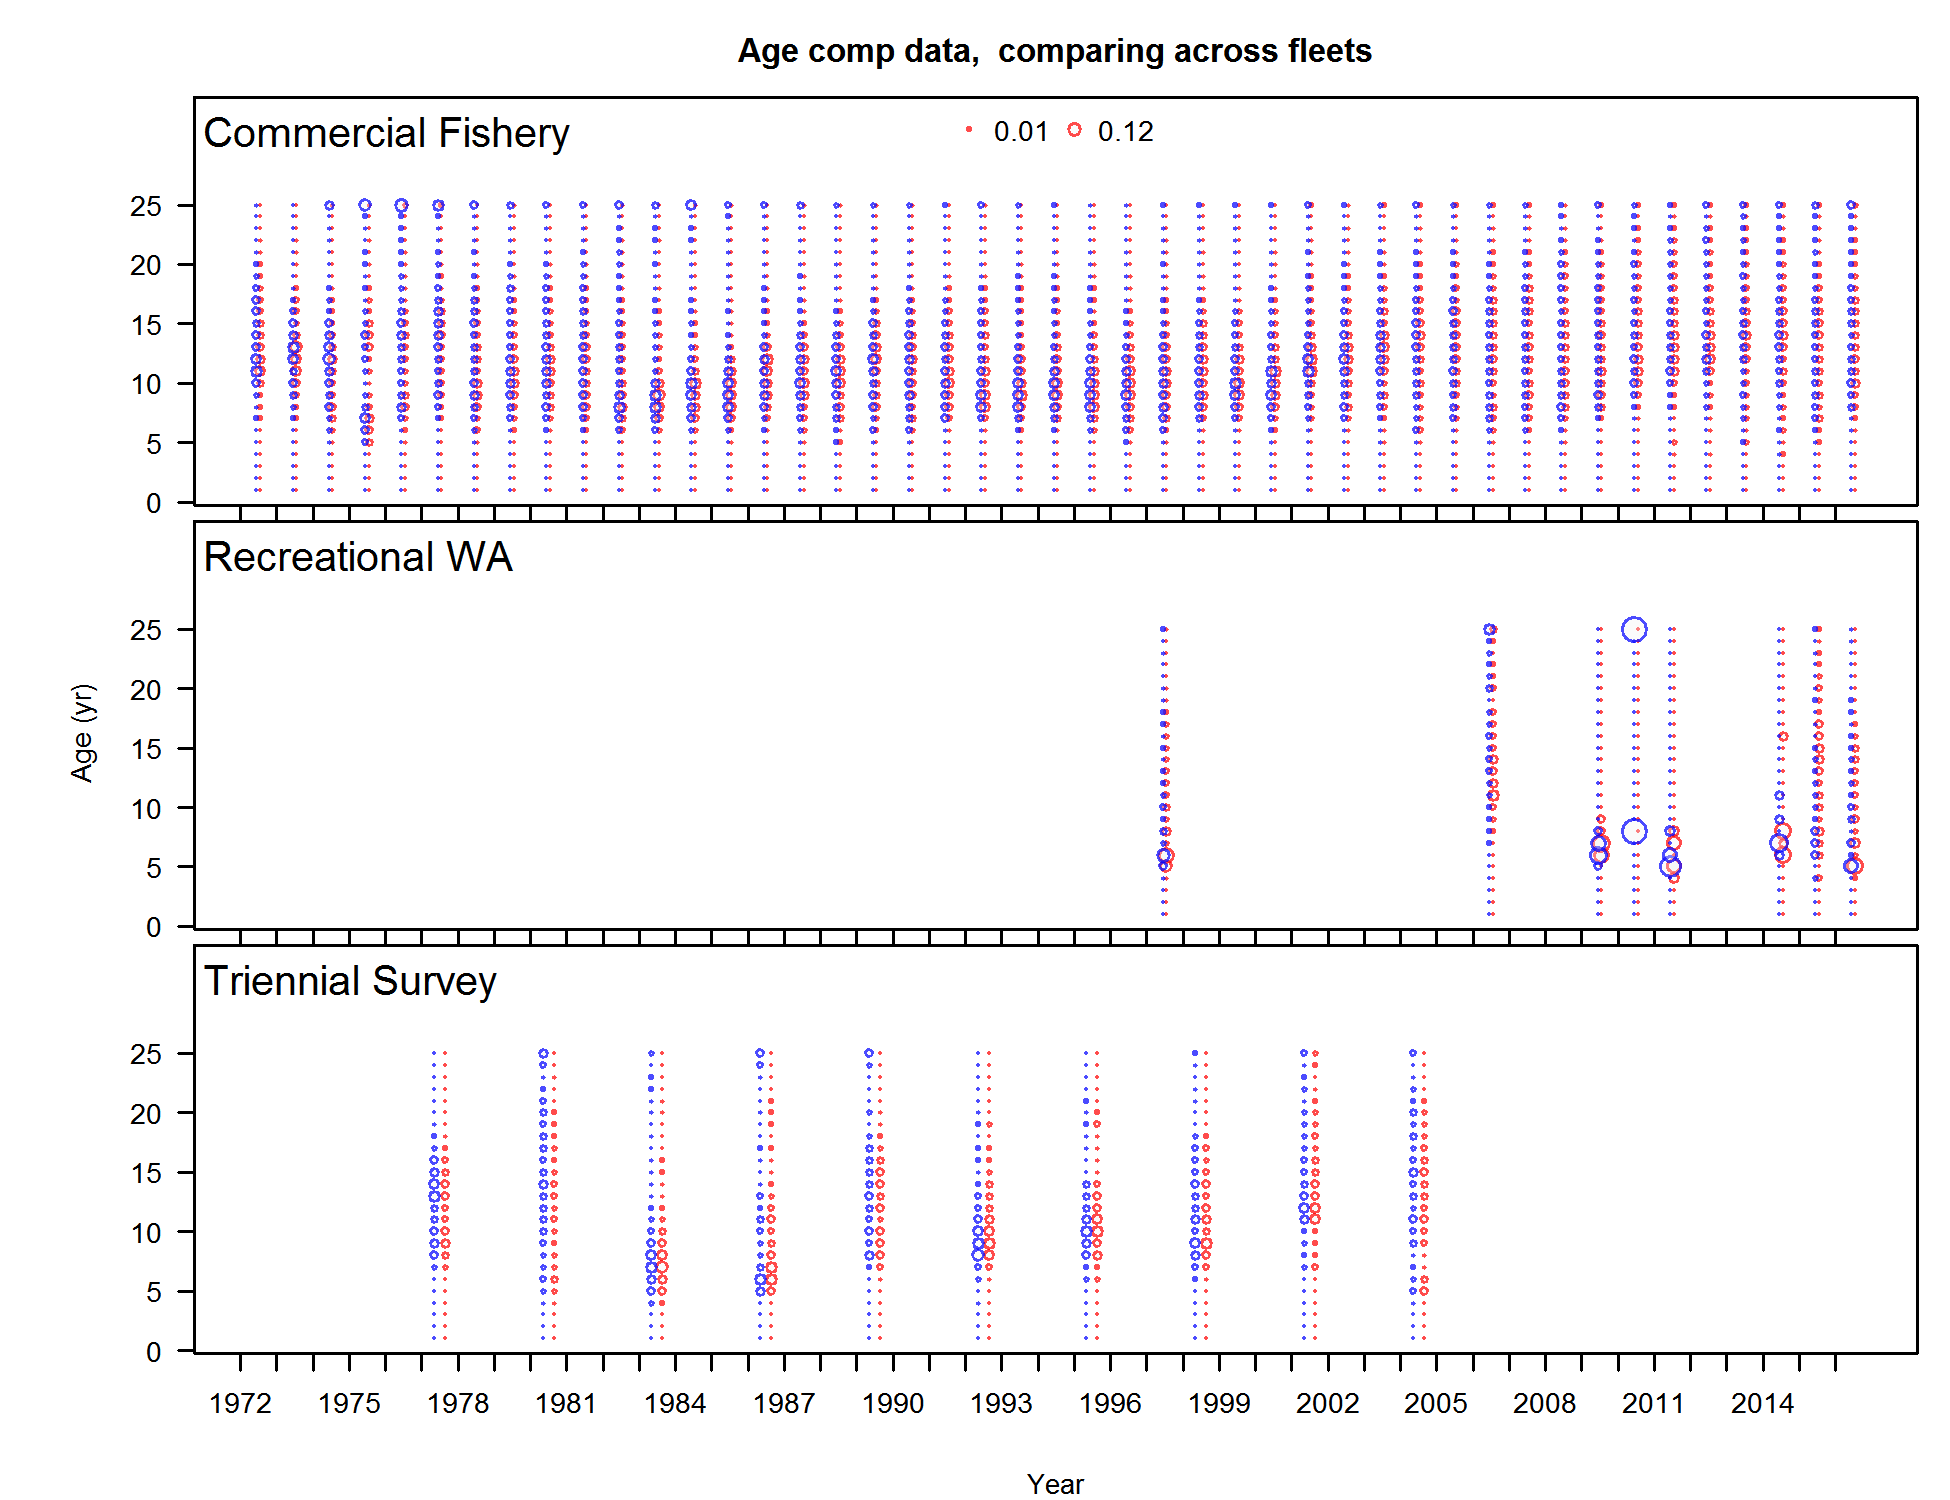 Age comp data,  comparing across fleets
Commercial Fishery
0.01 0.12
25
20
15
10
5
0
Recreational WA
25
20
15
10
5
0
Age (yr)
Triennial Survey
25
20
15
10
5
0
1972 1975 1978 1981 1984 1987 1990 1993 1996 1999 2002 2005 2008 2011 2014
Year